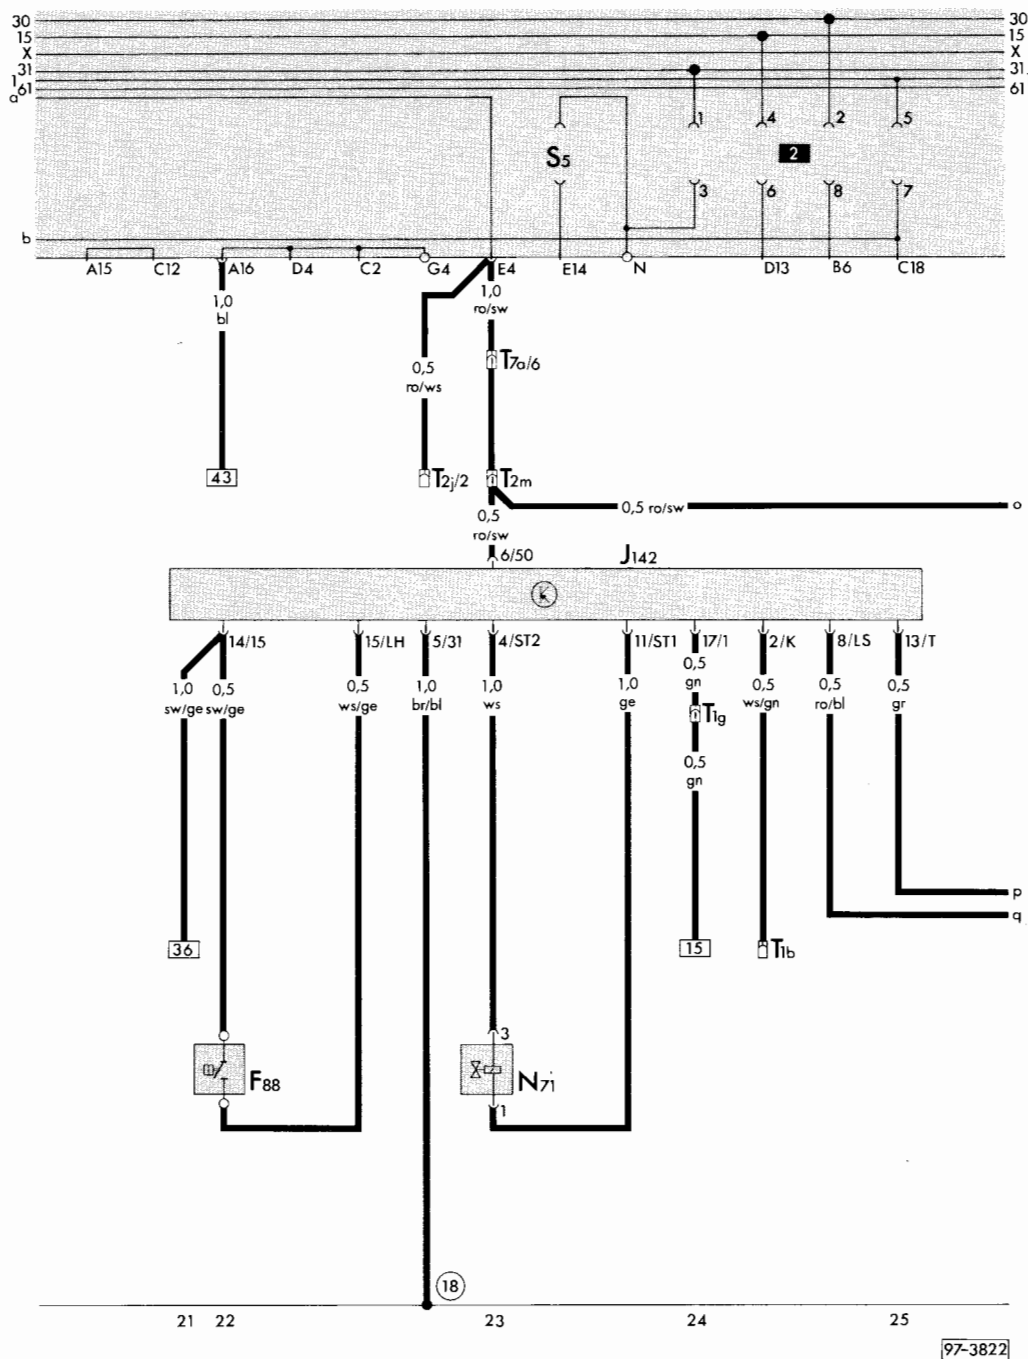 30 30
15 15
X X
31 31
1
61 61
a
1 4 2 5
S5 2
3 6 8 7
b
A15 C12 A16 D4 C2 G4 E4 E14 N D13 B6 C18
1,0 bl
1,0 ro/sw
T7a/6
0,5 ro/ws
43
T2j/2
T2m
0,5 ro/sw
o
0,5 ro/sw
6/50
J142
K
14/15 15/LH 5/31 4/ST2 11/ST1 17/1 2/K 8/LS 13/T
1,0 sw/ge
0,5 sw/ge
0,5 ws/ge
1,0 br/bl
1,0 ws
1,0 ge
0,5 gn
0,5 ws/gn
0,5 ro/bl
0,5 gr
T1g
0,5 gn
p
q
36
15
T1b
3
F88
N71
1
18
21 22 23 24 25
97-3822